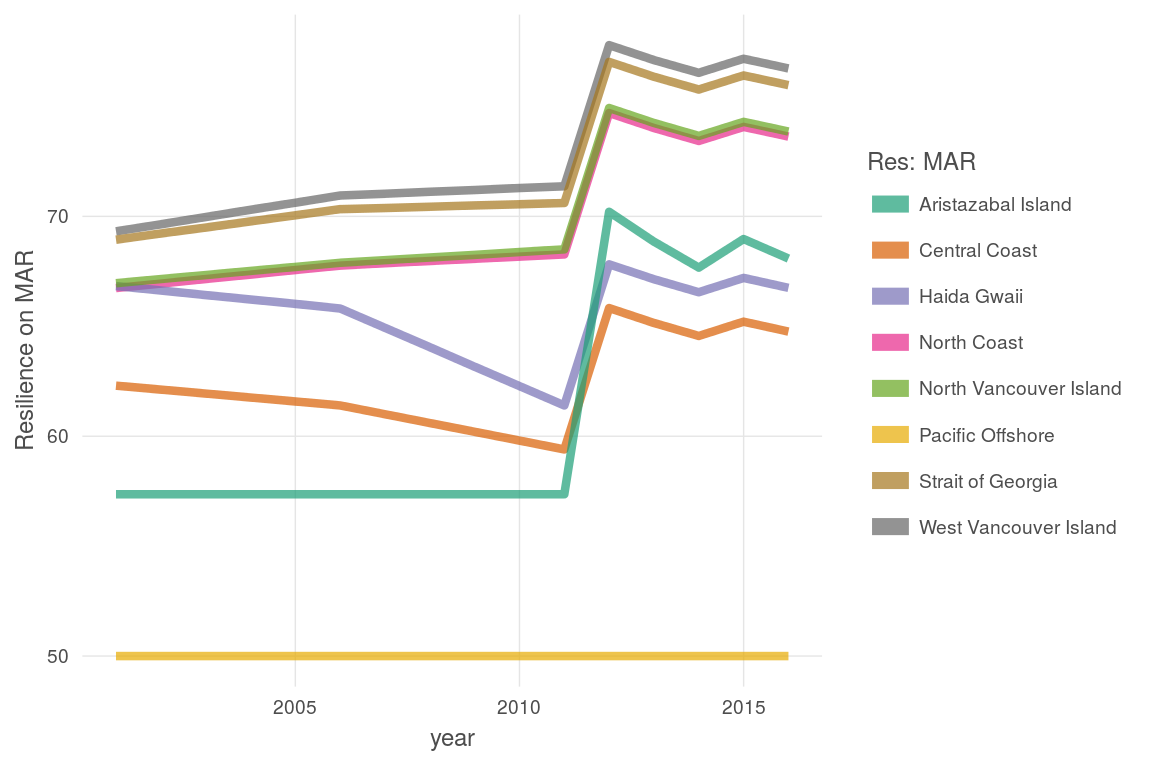 Resilience on MAR
70
60
50
2005
2010
2015
year
Res: MAR
Aristazabal Island
Central Coast
Haida Gwaii
North Coast
North Vancouver Island
Pacific Offshore
Strait of Georgia
West Vancouver Island